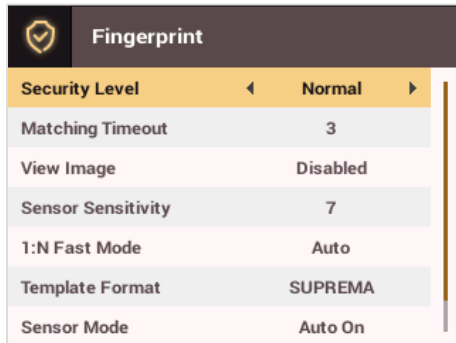 Fingerprint
Security Level Normal
Matching Timeout 3
View Image Disabled
Sensor Sensitivity 7
1:N Fast Mode Auto
Template Format SUPREMA
Sensor Mode Auto On